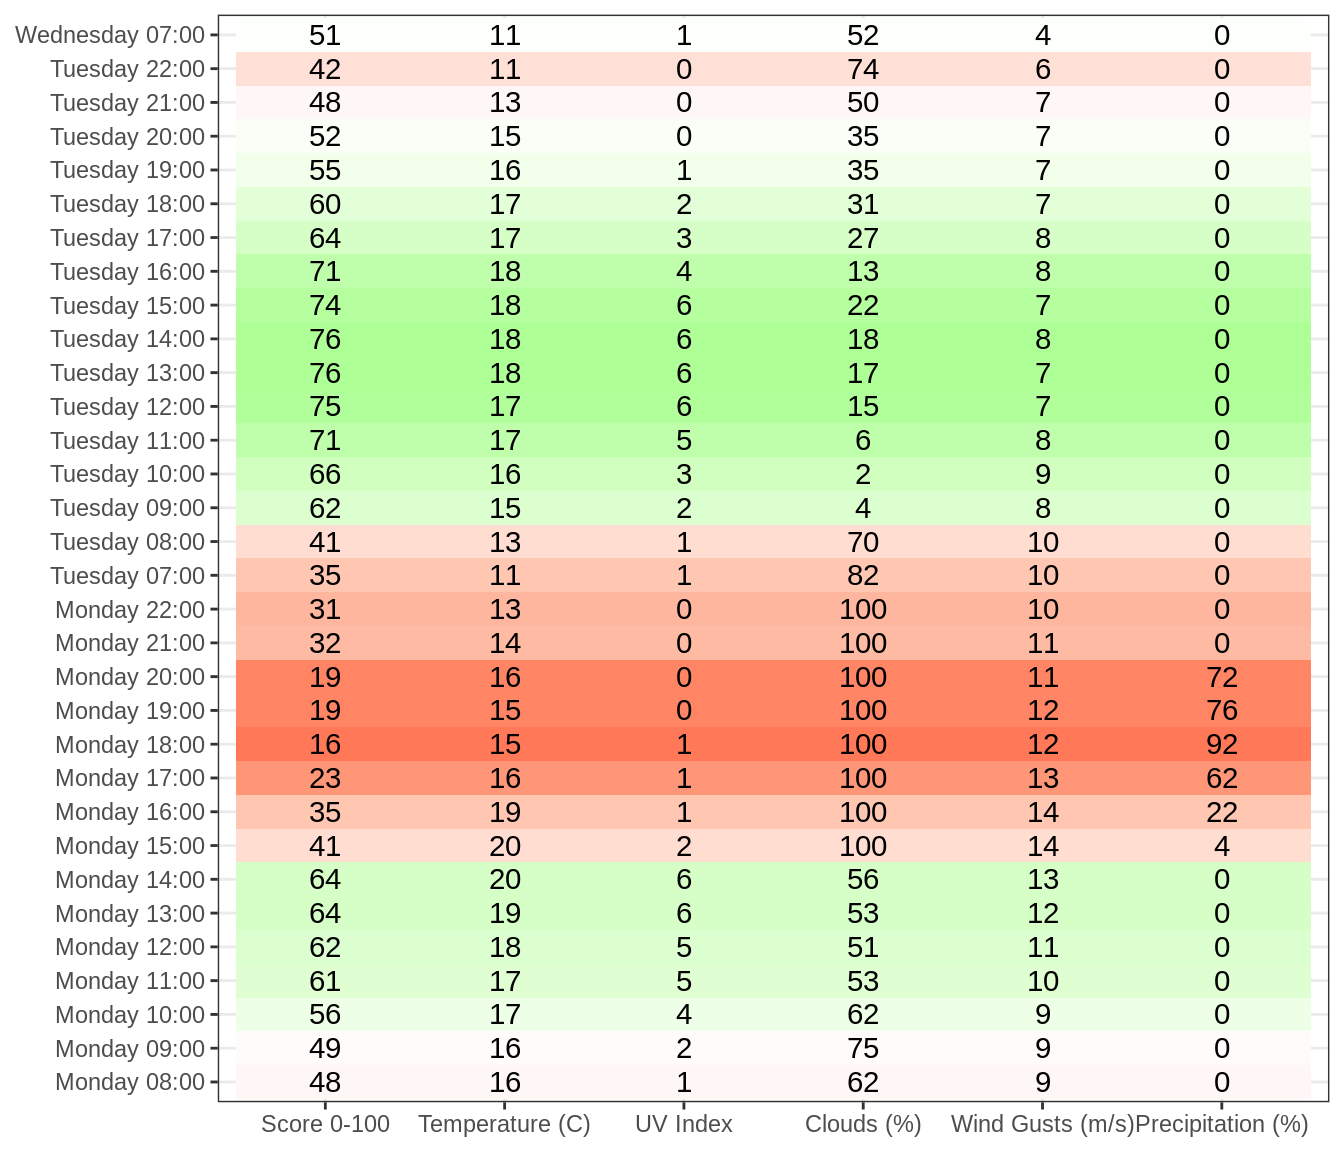 Wednesday 07:00 51 11 1 52 4 0
Tuesday 22:00 42 11 0 74 6 0
Tuesday 21:00 48 13 0 50 7 0
Tuesday 20:00 52 15 0 35 7 0
Tuesday 19:00 55 16 1 35 7 0
Tuesday 18:00 60 17 2 31 7 0
Tuesday 17:00 64 17 3 27 8 0
Tuesday 16:00 71 18 4 13 8 0
Tuesday 15:00 74 18 6 22 7 0
Tuesday 14:00 76 18 6 18 8 0
Tuesday 13:00 76 18 6 17 7 0
Tuesday 12:00 75 17 6 15 7 0
Tuesday 11:00 71 17 5 6 8 0
Tuesday 10:00 66 16 3 2 9 0
Tuesday 09:00 62 15 2 4 8 0
Tuesday 08:00 41 13 1 70 10 0
Tuesday 07:00 35 11 1 82 10 0
Monday 22:00 31 13 0 100 10 0
Monday 21:00 32 14 0 100 11 0
Monday 20:00 19 16 0 100 11 72
Monday 19:00 19 15 0 100 12 76
Monday 18:00 16 15 1 100 12 92
Monday 17:00 23 16 1 100 13 62
Monday 16:00 35 19 1 100 14 22
Monday 15:00 41 20 2 100 14 4
Monday 14:00 64 20 6 56 13 0
Monday 13:00 64 19 6 53 12 0
Monday 12:00 62 18 5 51 11 0
Monday 11:00 61 17 5 53 10 0
Monday 10:00 56 17 4 62 9 0
Monday 09:00 49 16 2 75 9 0
Monday 08:00 48 16 1 62 9 0
Score 0-100 Temperature (C) UV Index Clouds (%) Wind Gusts (m/s) Precipitation (%)